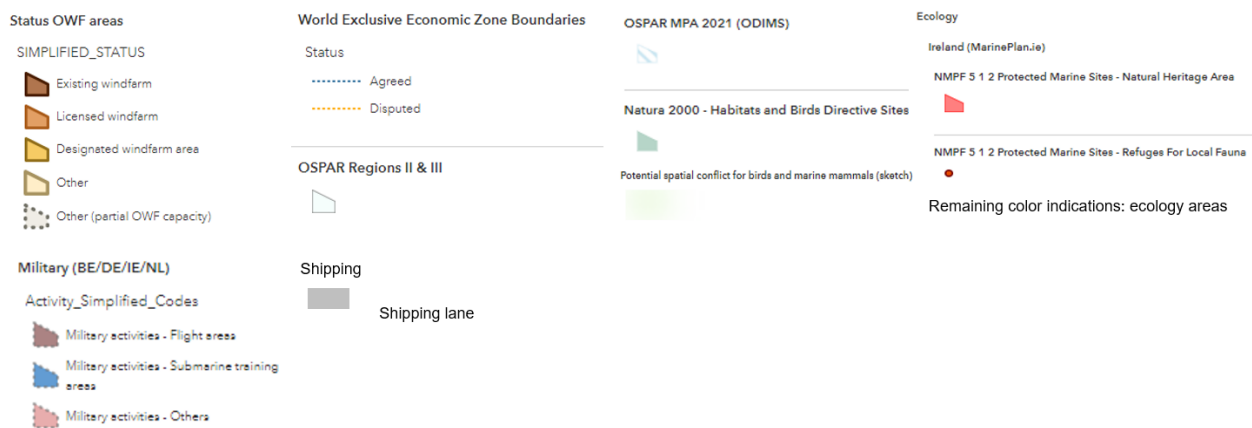 Status OWF areas
SIMPLIFIED_STATUS
Existing windfarm
Licensed windfarm
Designated windfarm area
Other
Other (partial OWF capacity)
Military (BE/DE/IE/NL)
Activity_Simplified_Codes
Military activities - Flight areas
Military activities - Submarine training
areas
Military activities - Others
World Exclusive Economic Zone Boundaries
Status
Agreed
Disputed
OSPAR Regions II & III
Shipping
Shipping lane
OSPAR MPA 2021 (ODIMS)
Natura 2000 - Habitats and Birds Directive Sites
Potential spatial conflict for birds and marine mammals (sketch)
Ecology
Ireland (MarinePlan.ie)
NMPF 5 1 2 Protected Marine Sites - Natural Heritage Area
NMPF 5 1 2 Protected Marine Sites - Refuges For Local Fauna
Remaining color indications: ecology areas